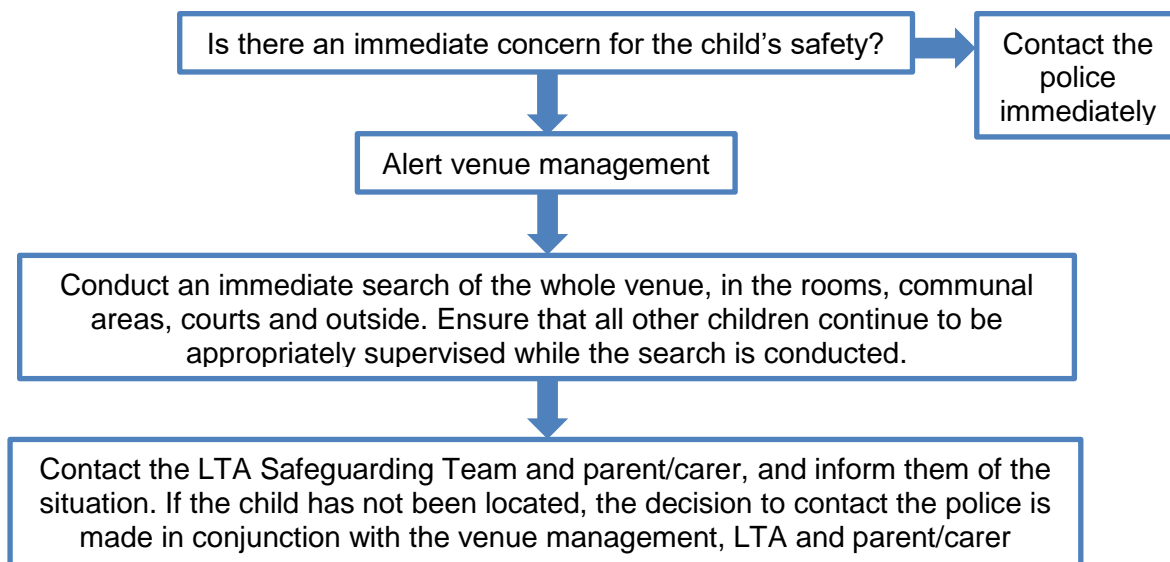 Is there an immediate concern for the child’s safety?
Contact the
police
immediately
Alert venue management
Conduct an immediate search of the whole venue, in the rooms, communal
areas, courts and outside. Ensure that all other children continue to be
appropriately supervised while the search is conducted.
Contact the LTA Safeguarding Team and parent/carer, and inform them of the
situation. If the child has not been located, the decision to contact the police is
made in conjunction with the venue management, LTA and parent/carer